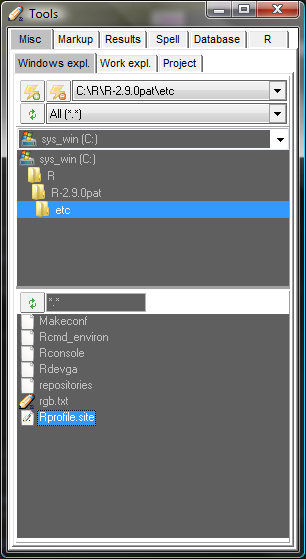 Tools
Misc Markup Results Spell Database R
Windows expl. Work expl. Project
C:\R\R-2.9.0pat\etc
All (*.*)
sys_win (C:)
sys_win (C:)
R
R-2.9.0pat
etc
*.*
Makeconf
Rcmd_environ
Rconsole
Rdevga
repositories
rgb.txt
Rprofile.site